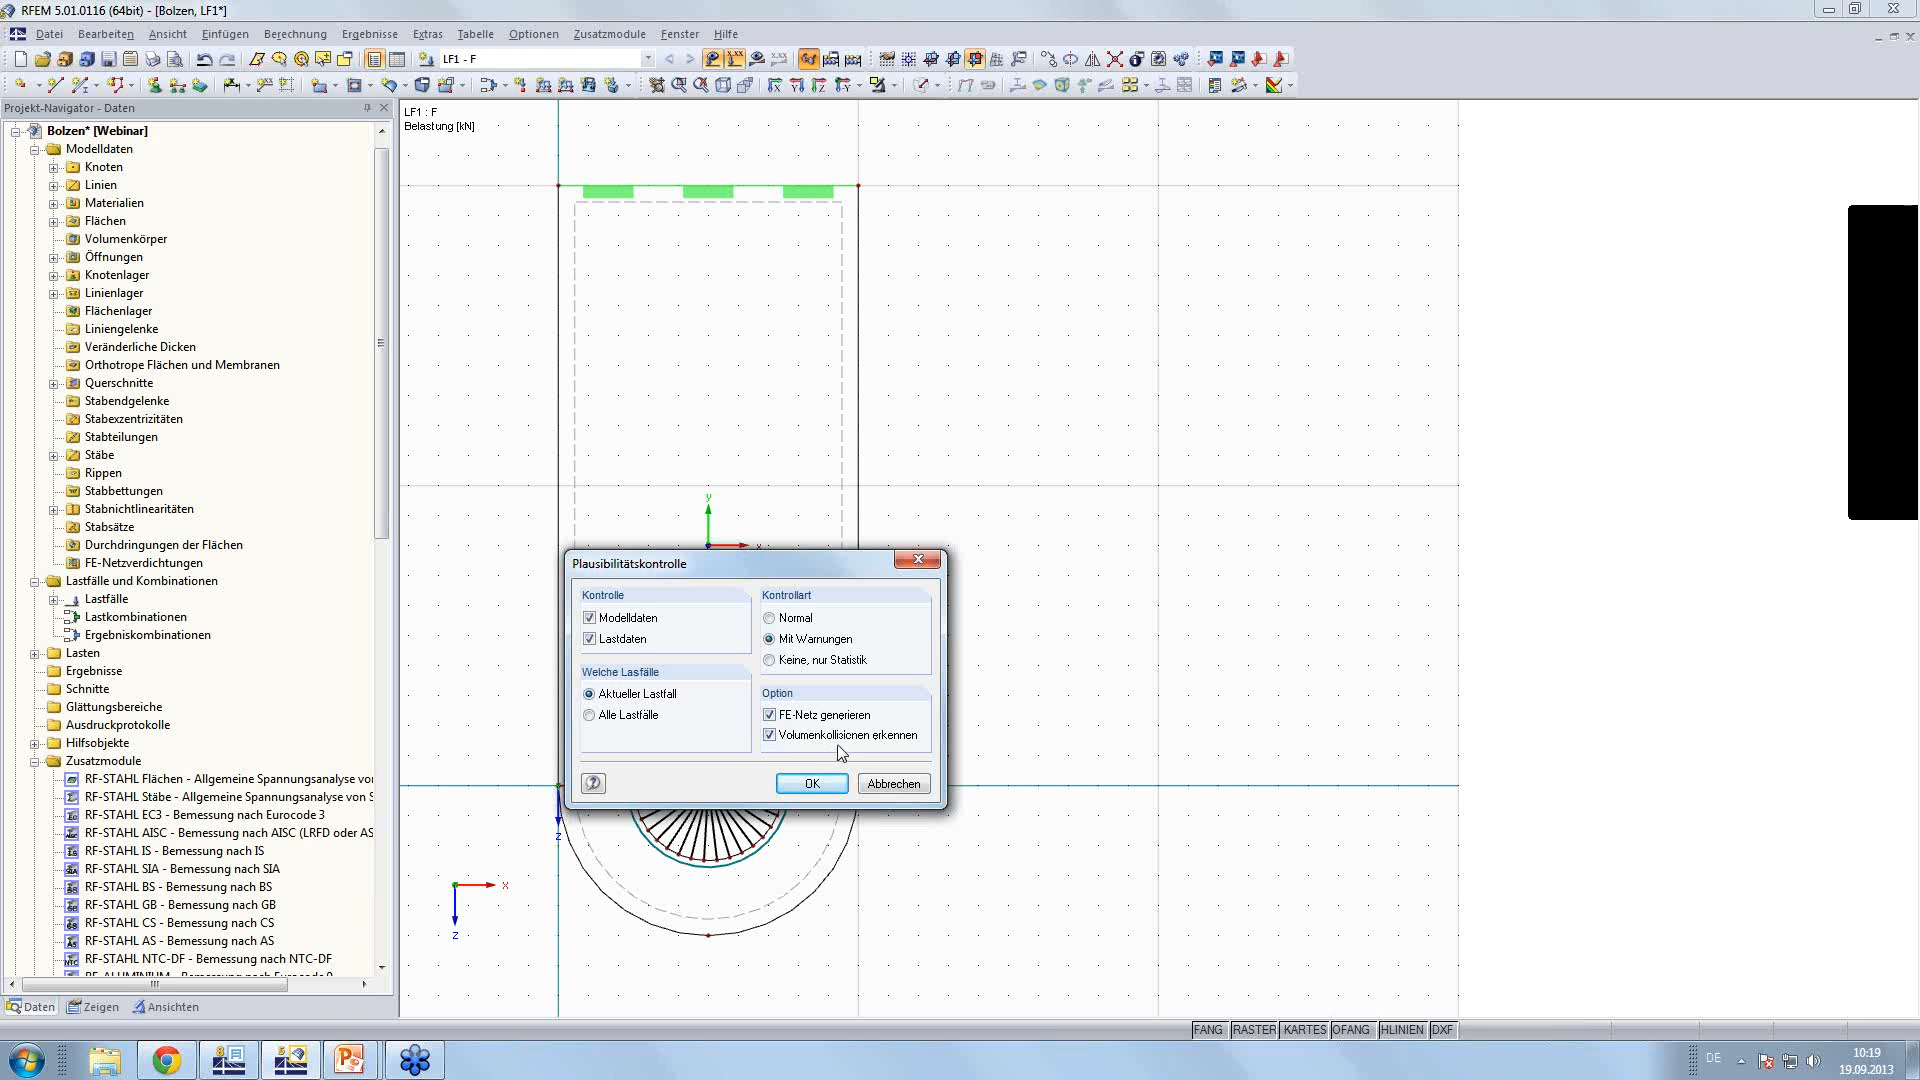 RFEM 5.01.0116 (64bit) - [Bolzen, LF1*]
Datei Bearbeiten Ansicht Einfügen Berechnung Ergebnisse Extras Tabelle Optionen Zusatzmodule Fenster Hilfe
LF1 - F
Projekt-Navigator - Daten
Bolzen* [Webinar]
Modelldaten
Knoten
Linien
Materialien
Flächen
Volumenkörper
Öffnungen
Knotenlager
Linienlager
Flächenlager
Liniengelenke
Veränderliche Dicken
Orthotrope Flächen und Membranen
Querschnitte
Stabendgelenke
Stabexzentrizitäten
Stabteilungen
Stäbe
Rippen
Stabbettungen
Stabnichtlinearitäten
Stabsätze
Durchdringungen der Flächen
FE-Netzverdichtungen
Lastfälle und Kombinationen
Lastfälle
Lastkombinationen
Ergebniskombinationen
Lasten
Ergebnisse
Schnitte
Glättungsbereiche
Ausdruckprotokolle
Hilfsobjekte
Zusatzmodule
RF-STAHL Flächen - Allgemeine Spannungsanalyse vo
RF-STAHL Stäbe - Allgemeine Spannungsanalyse von S
RF-STAHL EC3 - Bemessung nach Eurocode 3
RF-STAHL AISC - Bemessung nach AISC (LRFD oder AS
RF-STAHL IS - Bemessung nach IS
RF-STAHL SIA - Bemessung nach SIA
RF-STAHL BS - Bemessung nach BS
RF-STAHL GB - Bemessung nach GB
RF-STAHL CS - Bemessung nach CS
RF-STAHL AS - Bemessung nach AS
RF-STAHL NTC-DF - Bemessung nach NTC-DF
Daten Zeigen Ansichten
LF1 : F
Belastung [kN]
y
x
z
x
z
Plausibilitätskontrolle
Kontrolle
Modelldaten
Lastdaten
Welche Lasfälle
Aktueller Lastfall
Alle Lastfälle
Kontrollart
Normal
Mit Warnungen
Keine, nur Statistik
Option
FE-Netz generieren
Volumenkollisionen erkennen
OK Abbrechen
FANG RASTER KARTES OFANG HLINIEN DXF
DE
10:19
19.09.2013